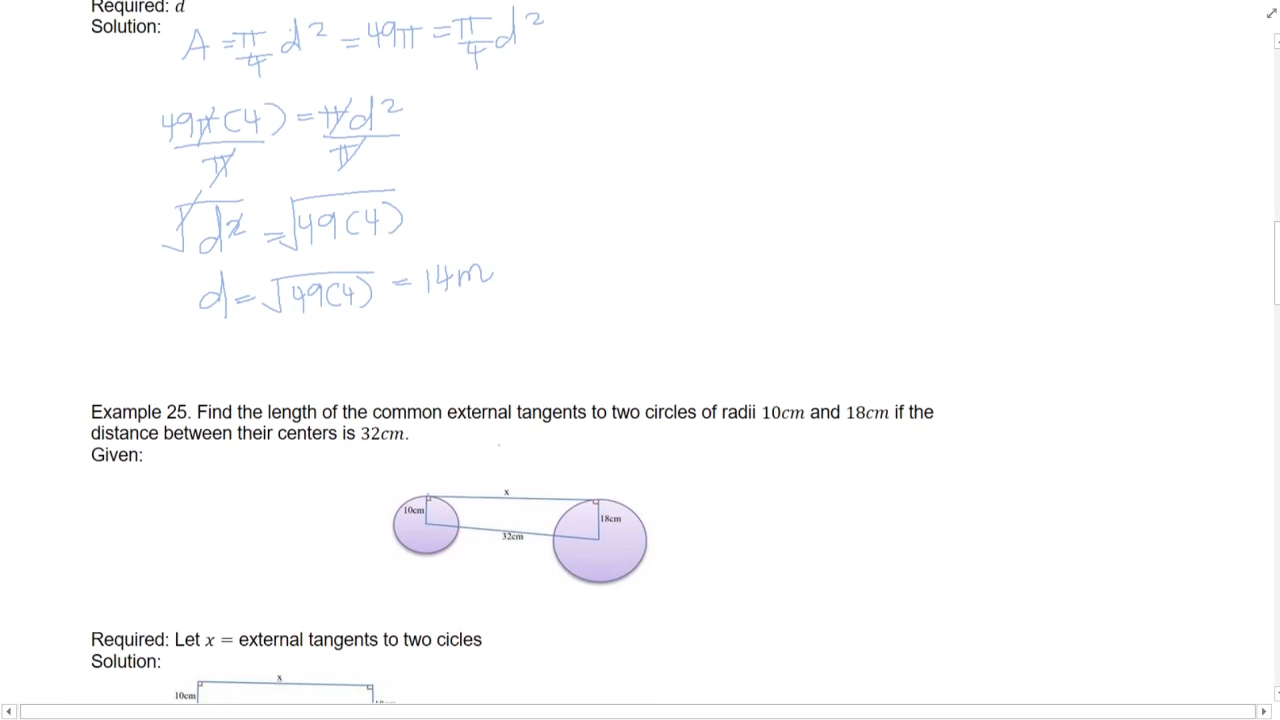 Required: d
Solution:
A = π/4 d² = 49π = π/4 d²
49π(4)/π = πd²/π
√d² = √49(4)
d = √49(4) = 14m
Example 25. Find the length of the common external tangents to two circles of radii 10cm and 18cm if the
distance between their centers is 32cm.
Given:
x
10cm
18cm
32cm
Required: Let x = external tangents to two cicles
Solution:
x
10cm